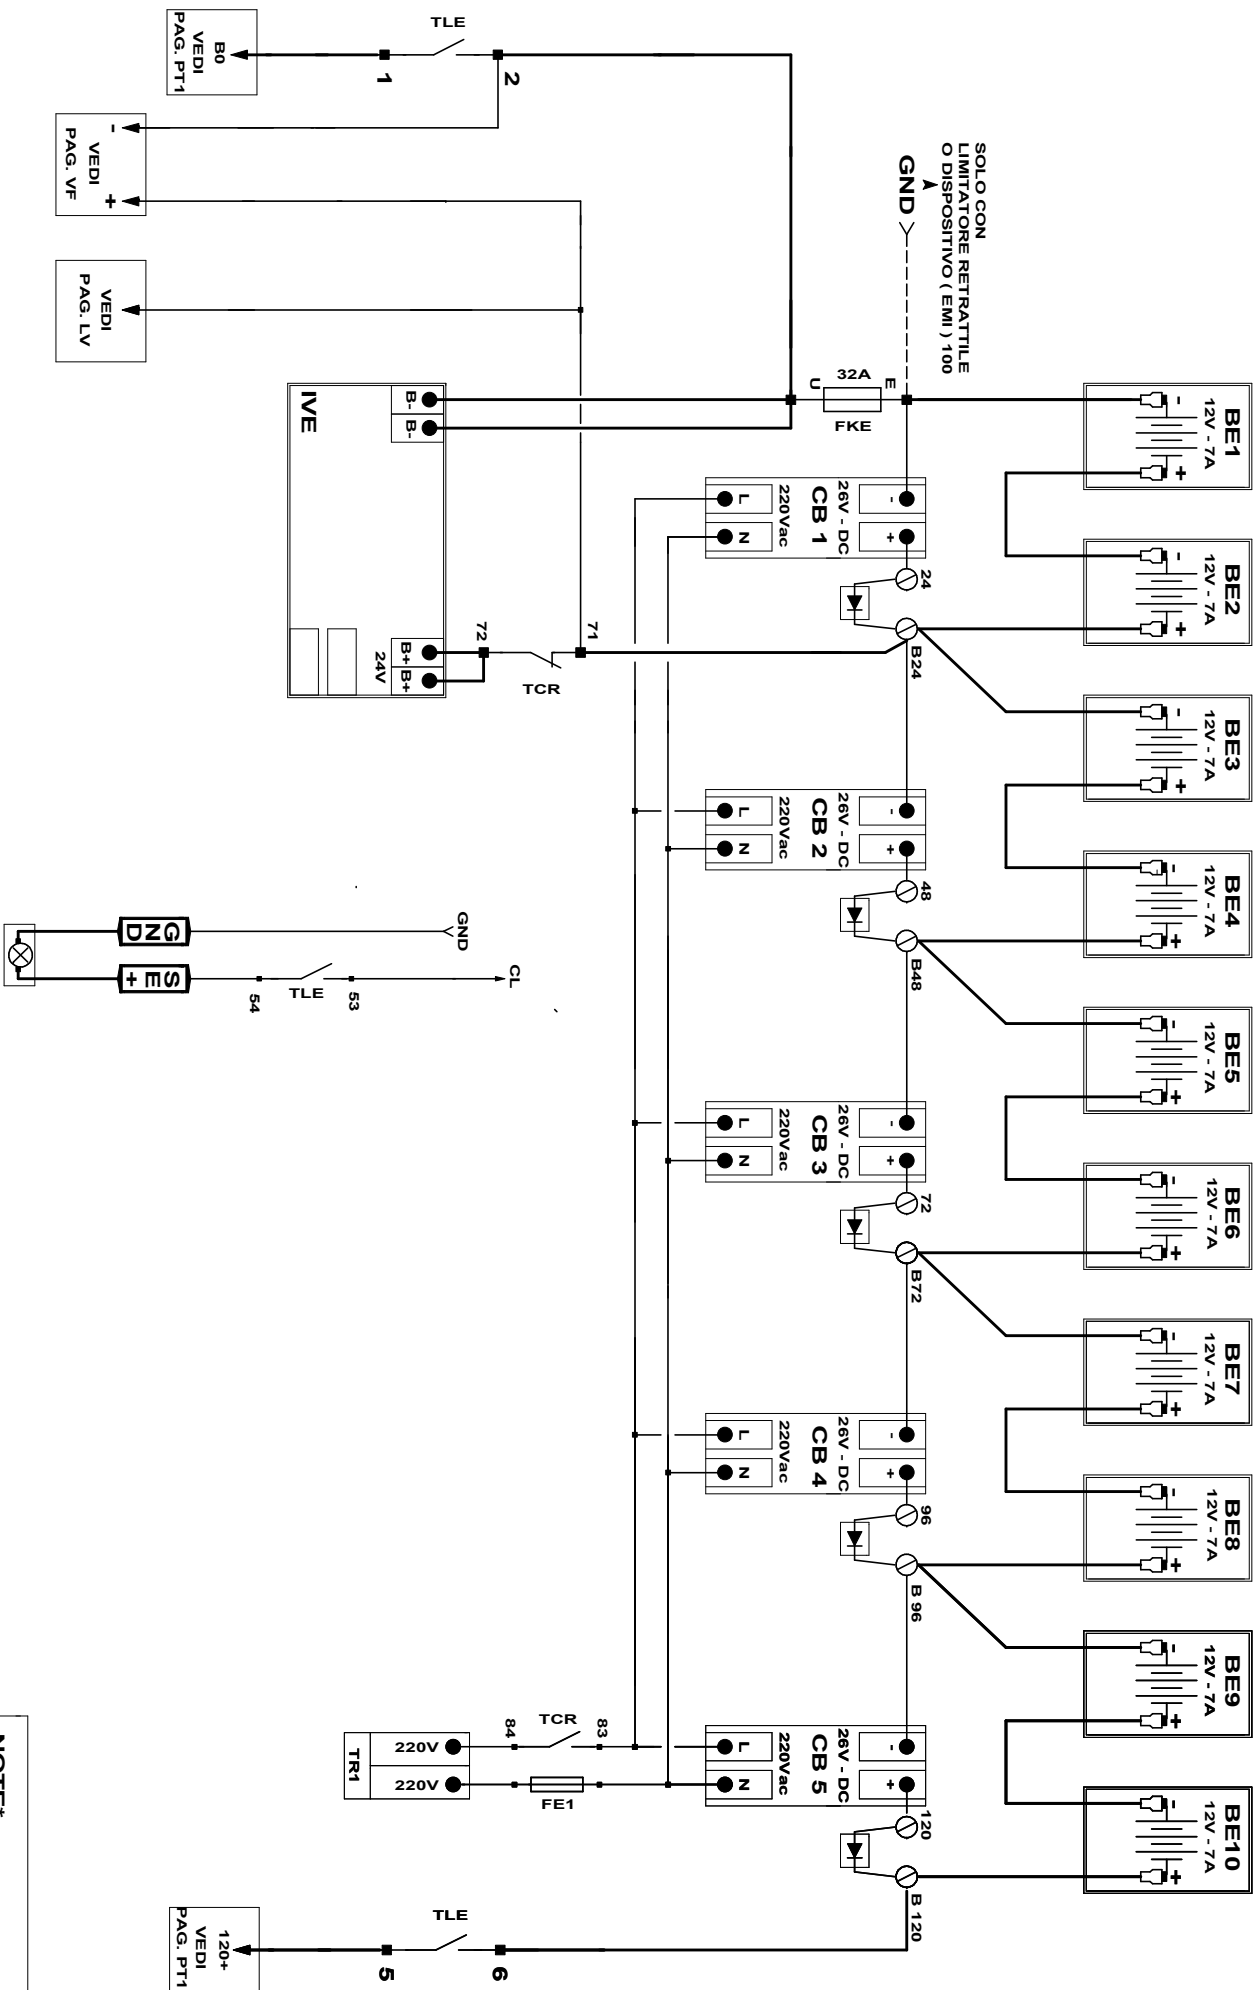 BE1
12V - 7A
-
+
BE2
12V - 7A
-
+
BE3
12V - 7A
-
+
BE4
12V - 7A
-
+
BE5
12V - 7A
-
+
BE6
12V - 7A
-
+
BE7
12V - 7A
-
+
BE8
12V - 7A
-
+
BE9
12V - 7A
-
+
BE10
12V - 7A
-
+
SOLO CON
LIMITATORE RETRATTILE
O DISPOSITIVO ( EMI ) 100
GND
E
32A
U
FKE
-
+
26V - DC
CB 1
220Vac
L
N
24
B24
-
+
26V - DC
CB 2
220Vac
L
N
48
B48
-
+
26V - DC
CB 3
220Vac
L
N
72
B72
-
+
26V - DC
CB 4
220Vac
L
N
96
B 96
-
+
26V - DC
CB 5
220Vac
L
N
120
B 120
TLE
2
1
B0
VEDI
PAG. PT1
-
+
VEDI
PAG. VF
VEDI
PAG. LV
IVE
B-
B-
B+
B+
24V
72
71
TCR
GND
CL
53
TLE
54
GND
SE +
83
TCR
84
FE1
220V
220V
TR1
6
TLE
5
120+
VEDI
PAG. PT1
NOTE*